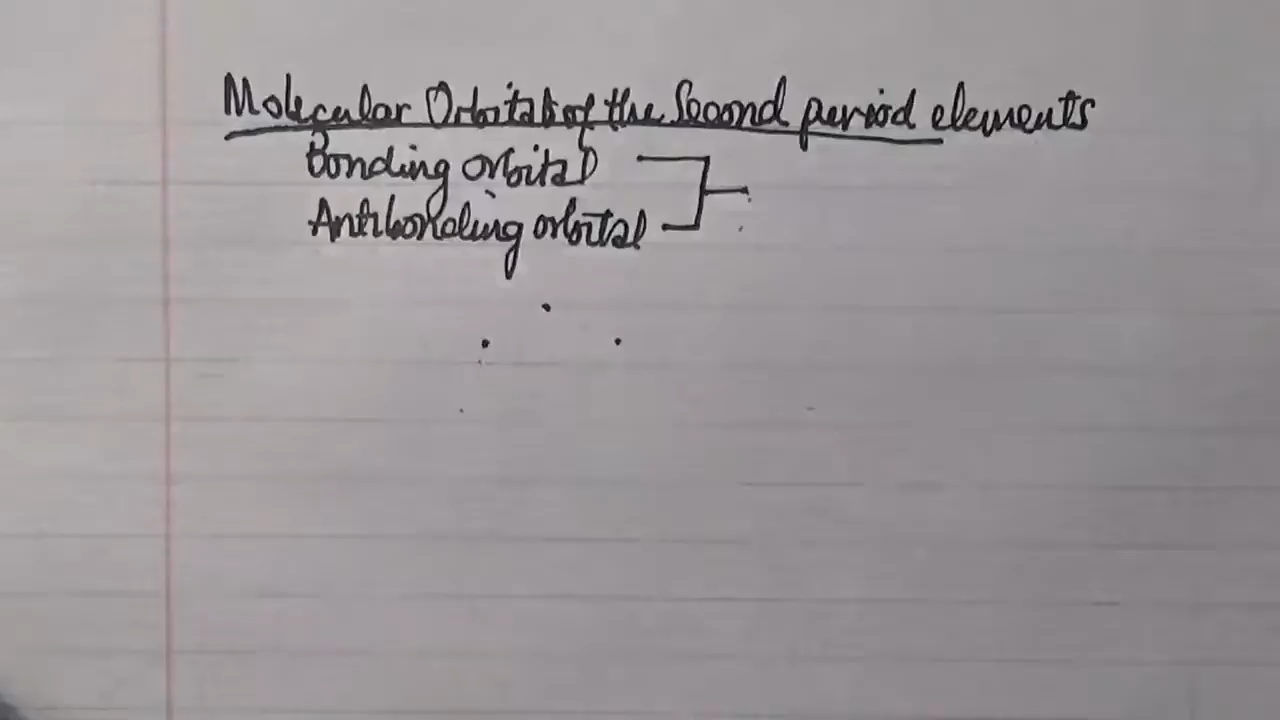 Molecular Orbitals of the Second period elements
Bonding orbital
Antibonding orbital